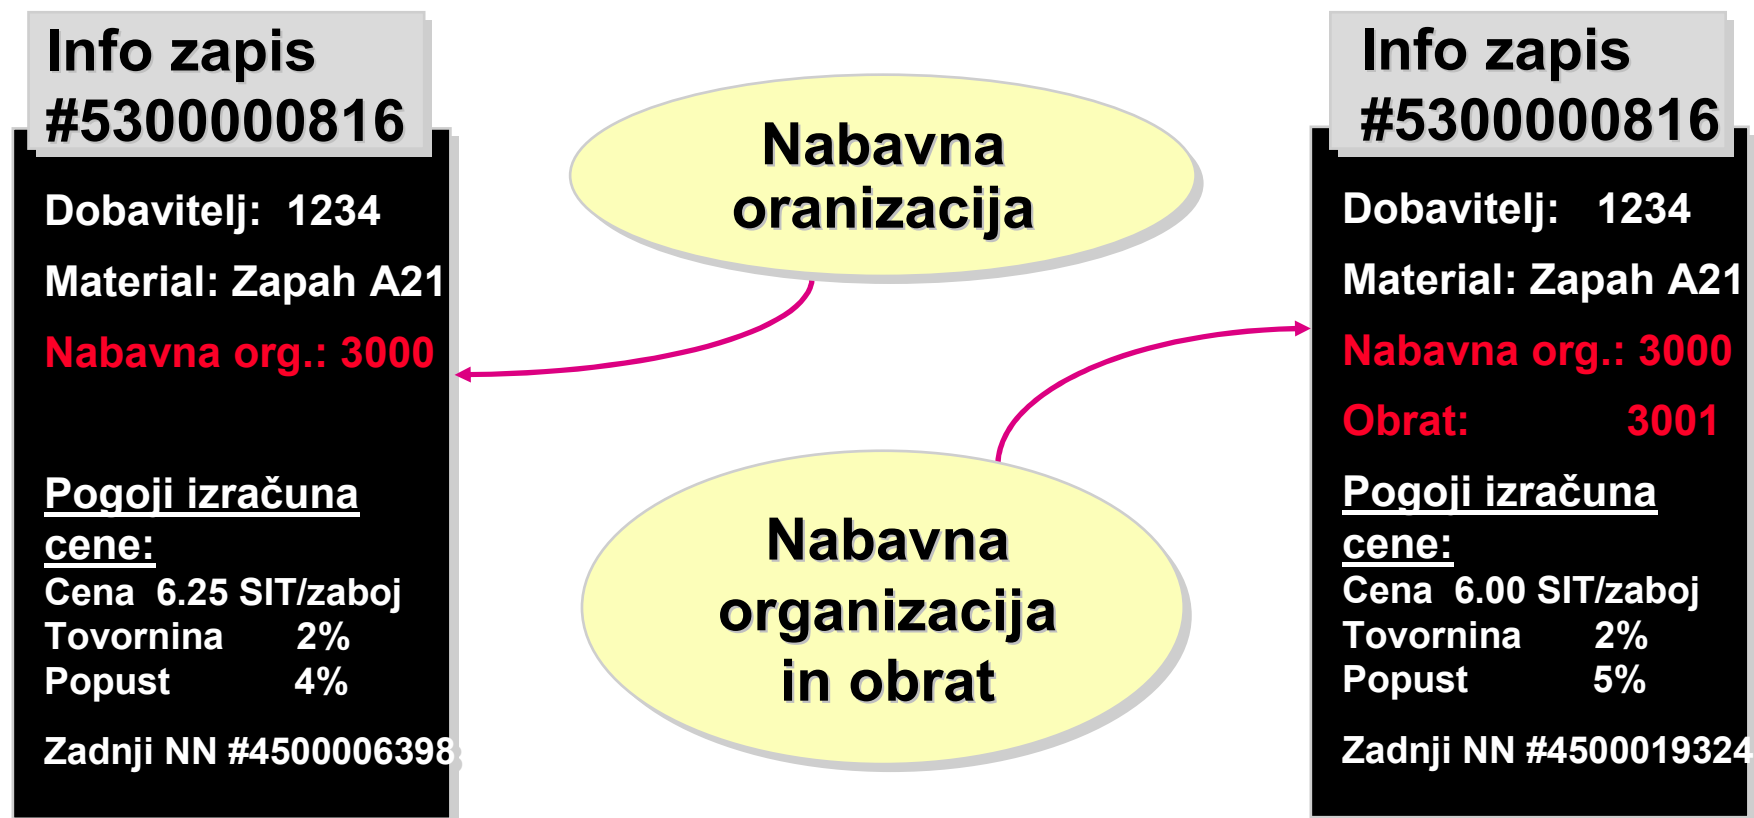 Info zapis
#5300000816
Dobavitelj: 1234
Material: Zapah A21
Nabavna org.: 3000
Pogoji izračuna
cene:
Cena 6.25 SIT/zaboj
Tovornina 2%
Popust 4%
Zadnji NN #4500006398
Nabavna
oranizacija
Nabavna
organizacija
in obrat
Info zapis
#5300000816
Dobavitelj: 1234
Material: Zapah A21
Nabavna org.: 3000
Obrat: 3001
Pogoji izračuna
cene:
Cena 6.00 SIT/zaboj
Tovornina 2%
Popust 5%
Zadnji NN #4500019324